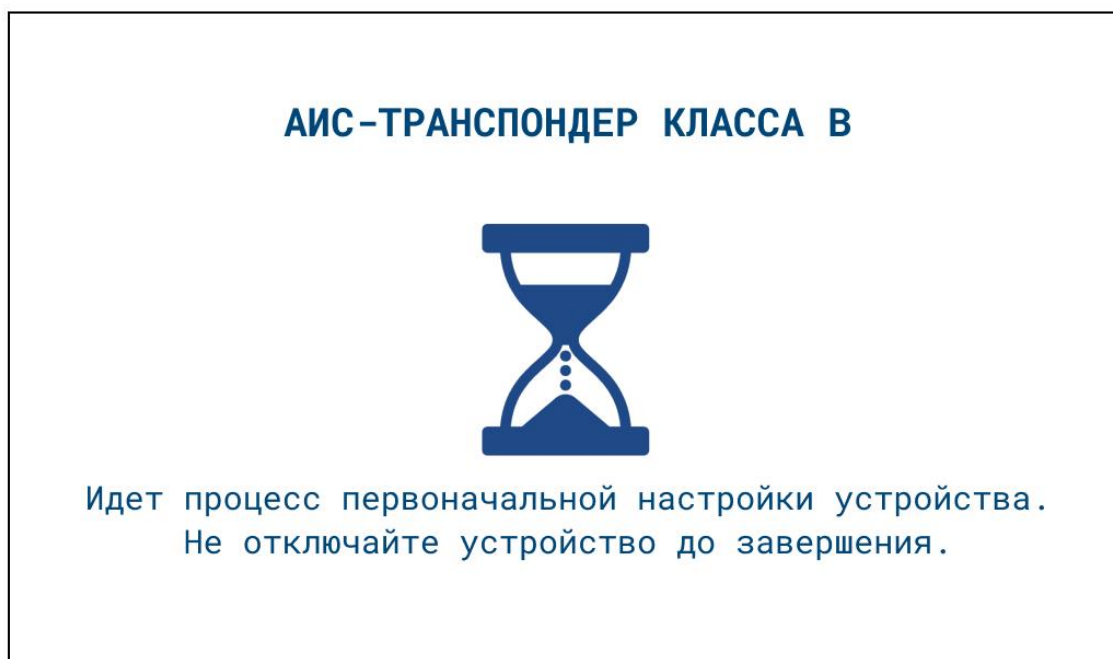 АИС-ТРАНСПОНДЕР КЛАССА В
Идет процесс первоначальной настройки устройства.
Не отключайте устройство до завершения.